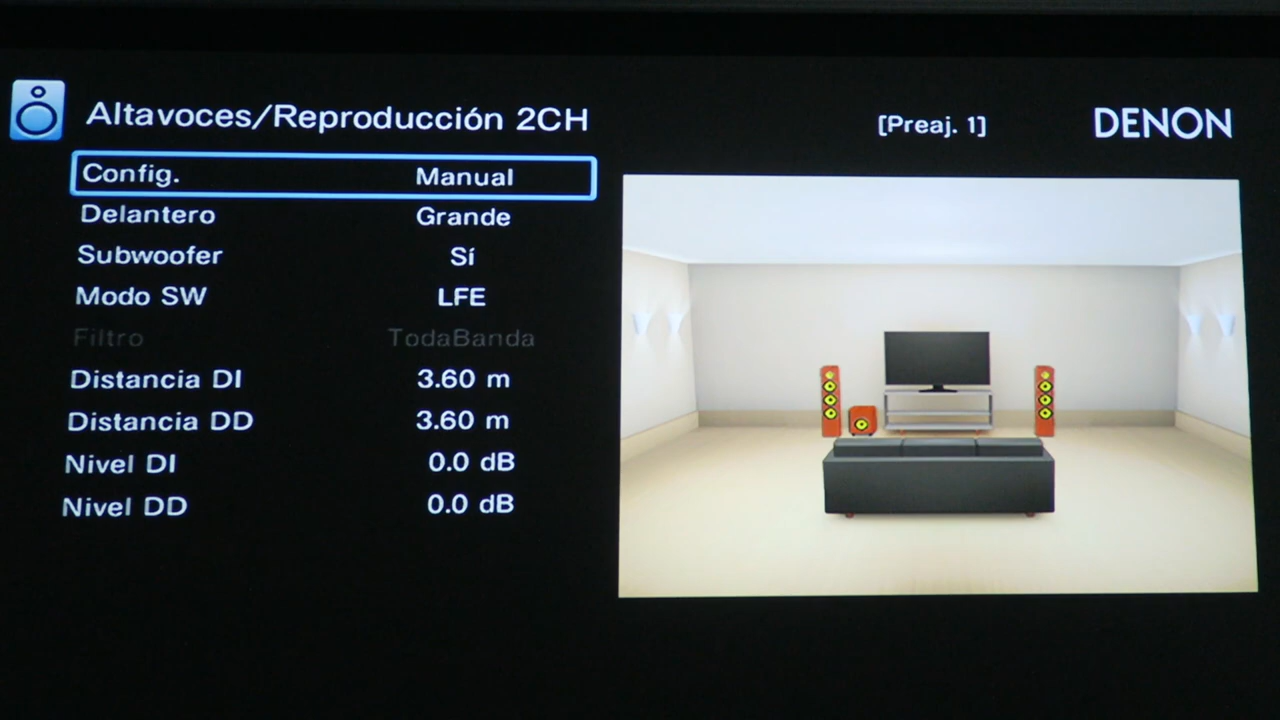 Altavoces/Reproducción 2CH [Preaj. 1] DENON
Config. Manual
Delantero Grande
Subwoofer Sí
Modo SW LFE
Filtro TodaBanda
Distancia DI 3.60 m
Distancia DD 3.60 m
Nivel DI 0.0 dB
Nivel DD 0.0 dB